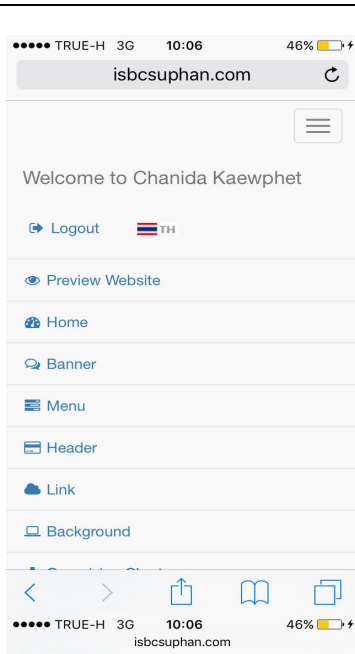 TRUE-H 3G 10:06 46%
isbcsuphan.com
Welcome to Chanida Kaewphet
Logout TH
Preview Website
Home
Banner
Menu
Header
Link
Background
TRUE-H 3G 10:06 46%
isbcsuphan.com